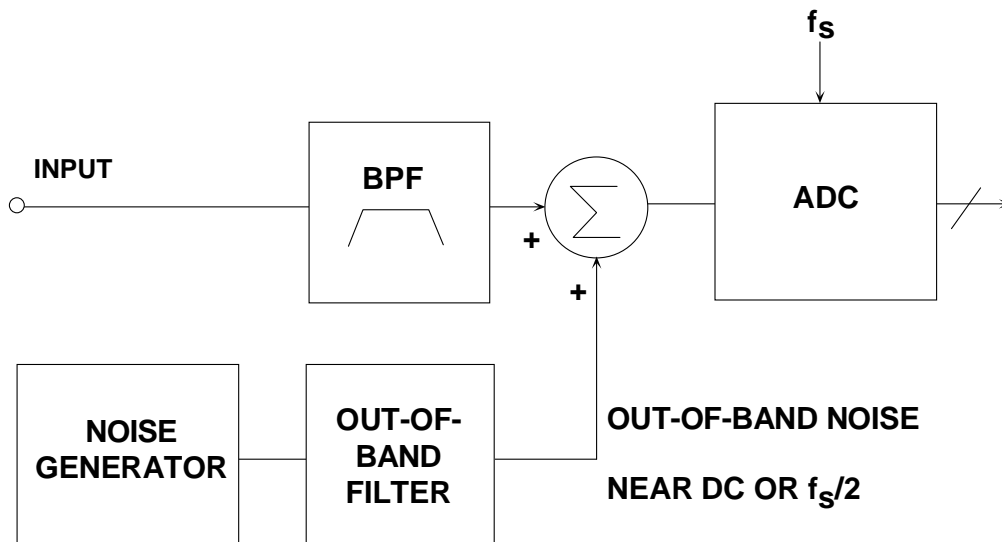 fS
INPUT
BPF
ADC
+
+
Σ
NOISE
GENERATOR
OUT-OF-
BAND
FILTER
OUT-OF-BAND NOISE
NEAR DC OR fS/2